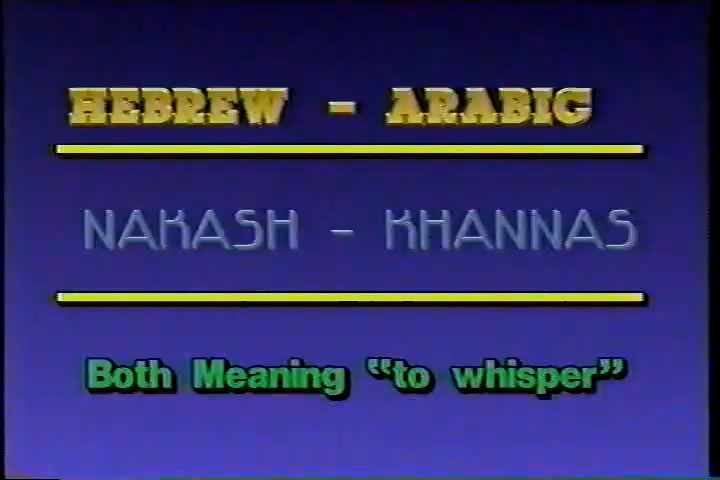 HEBREW - ARABIC
NAKASH - KHANNAS
Both Meaning “to whisper”